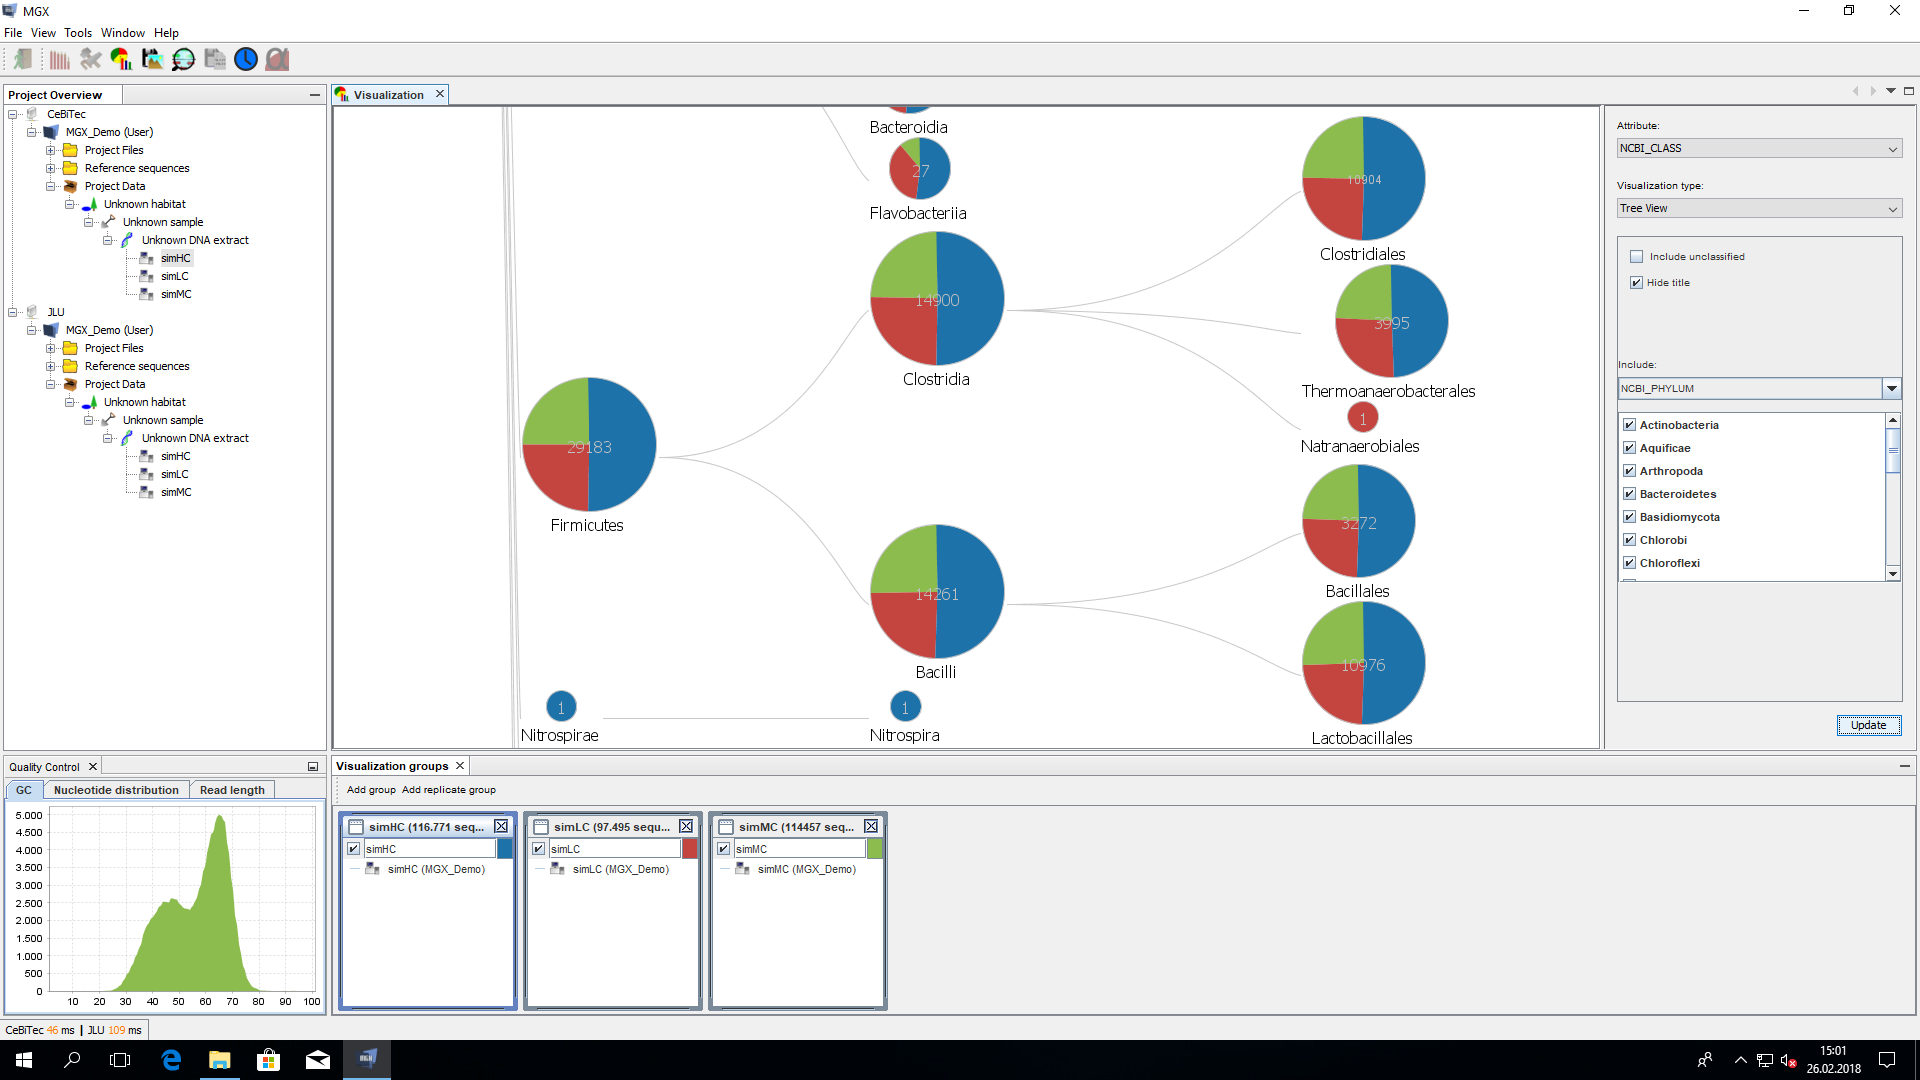 MGX
File View Tools Window Help
Project Overview
CeBiTec
MGX_Demo (User)
Project Files
Reference sequences
Project Data
Unknown habitat
Unknown sample
Unknown DNA extract
simHC
simLC
simMC
JLU
MGX_Demo (User)
Project Files
Reference sequences
Project Data
Unknown habitat
Unknown sample
Unknown DNA extract
simHC
simLC
simMC
Visualization
Bacteroidia
27
Flavobacteriia
14900
Clostridia
29183
Firmicutes
14261
Bacilli
1
Nitrospirae
1
Nitrospira
10904
Clostridiales
3995
Thermoanaerobacterales
1
Natranaerobiales
3272
Bacillales
10976
Lactobacillales
Attribute:
NCBI_CLASS
Visualization type:
Tree View
Include unclassified
Hide title
Include:
NCBI_PHYLUM
Actinobacteria
Aquificae
Arthropoda
Bacteroidetes
Basidiomycota
Chlorobi
Chloroflexi
Update
Quality Control
GC Nucleotide distribution Read length
5.000
4.500
4.000
3.500
3.000
2.500
2.000
1.500
1.000
500
0
10 20 30 40 50 60 70 80 90 100
Visualization groups
Add group Add replicate group
simHC (116.771 seq...
simHC
simHC (MGX_Demo)
simLC (97.495 sequ...
simLC
simLC (MGX_Demo)
simMC (114457 seq...
simMC
simMC (MGX_Demo)
CeBiTec 46 ms | JLU 109 ms
15:01
26.02.2018